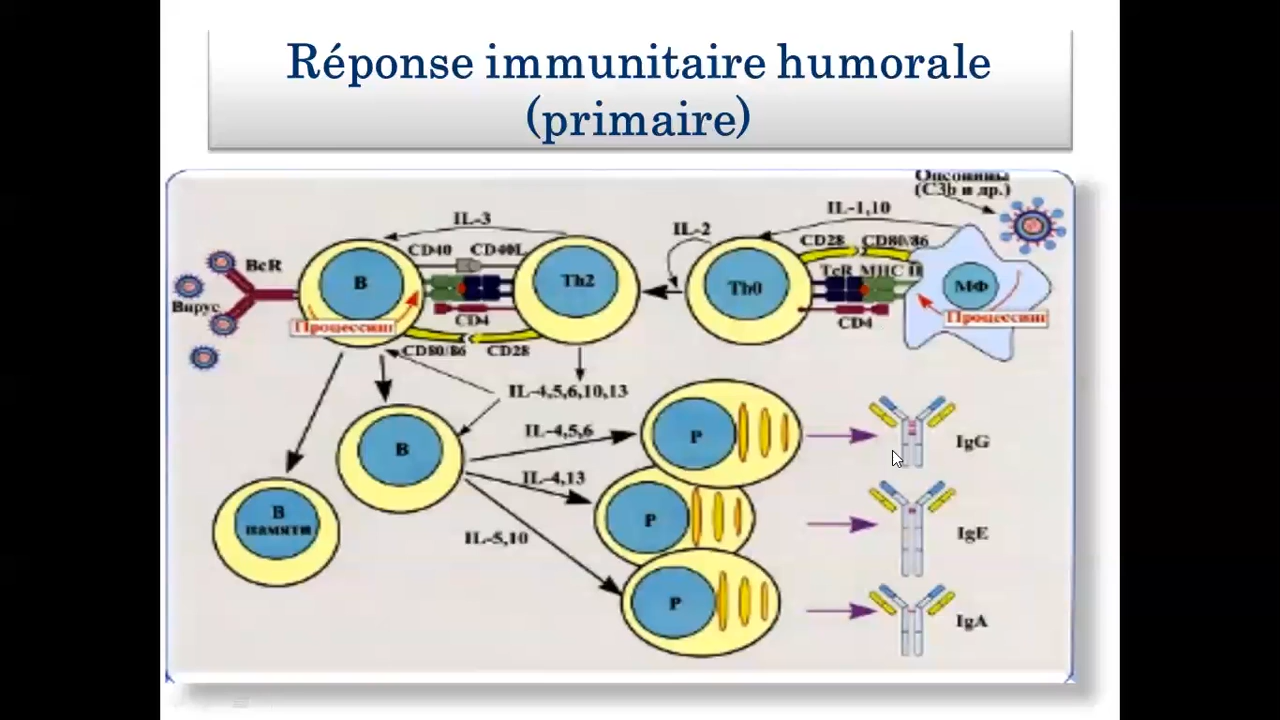 Réponse immunitaire humorale
(primaire)
Опсонины
(C3b и др.)
IL-3
IL-2
IL-1,10
CD40
CD40L
CD28
CD80/86
BcR
B
Th2
Th0
TcR
MHC II
МФ
Вирус
Процессинг
CD4
CD4
Процессинг
CD80/86
CD28
IL-4,5,6,10,13
B
IL-4,5,6
P
IgG
IL-4,13
P
IgE
B
памяти
IL-5,10
P
IgA